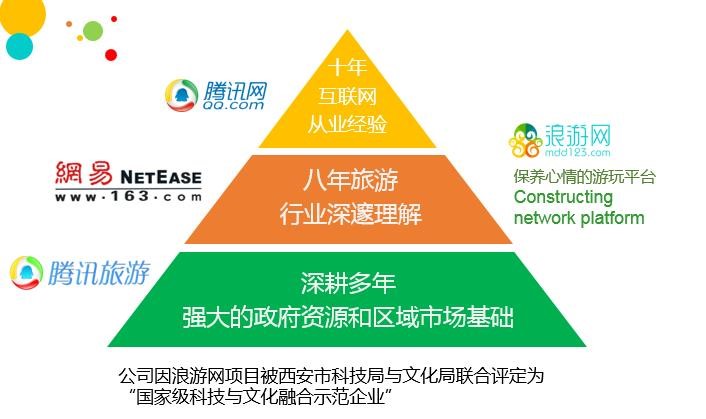 十年
互联网
从业经验
腾讯网
QQ.com
浪游网
mdd123.com
網易 NETEASE
www.163.com
八年旅游
行业深邃理解
保养心情的游玩平台
Constructing
network platform
腾讯旅游
深耕多年
强大的政府资源和区域市场基础
公司因浪游网项目被西安市科技局与文化局联合评定为
“国家级科技与文化融合示范企业”